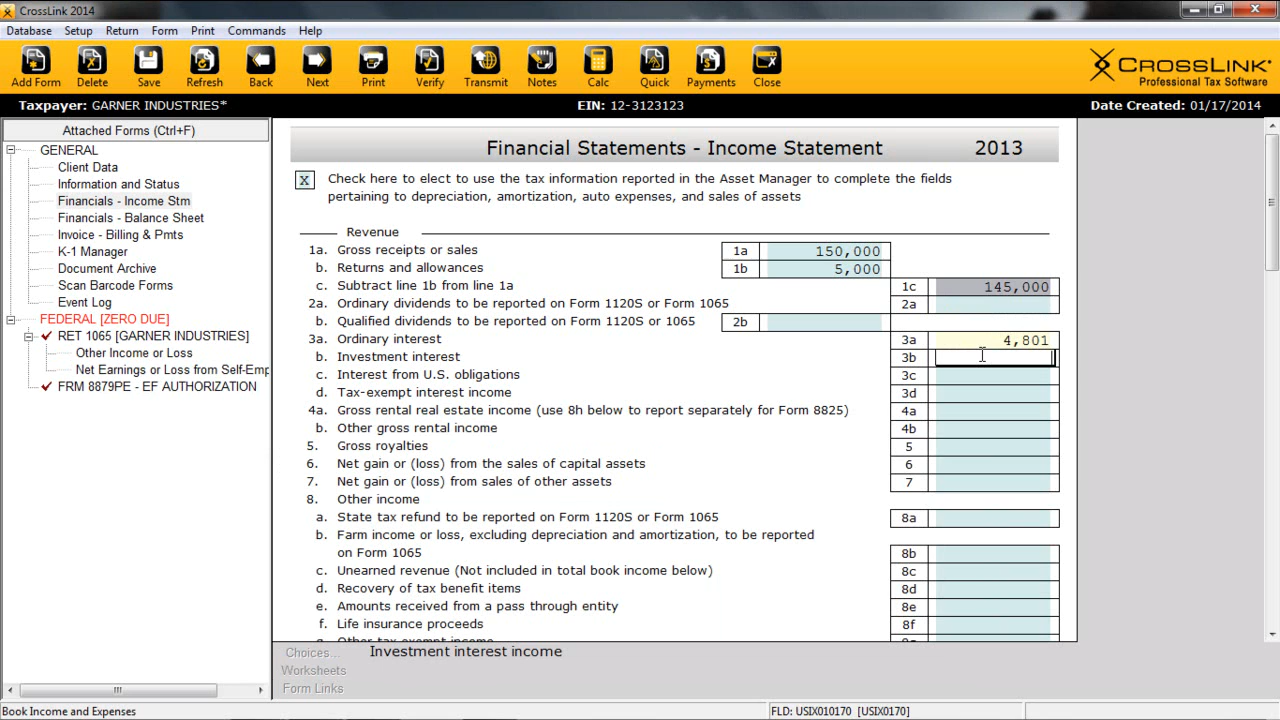 CrossLink 2014
Database Setup Return Form Print Commands Help
Add Form Delete Save Refresh Back Next Print Verify Transmit Notes Calc Quick Payments Close
CROSSLINK
Professional Tax Software
Taxpayer: GARNER INDUSTRIES* EIN: 12-3123123 Date Created: 01/17/2014
Attached Forms (Ctrl+F)
GENERAL
Client Data
Information and Status
Financials - Income Stm
Financials - Balance Sheet
Invoice - Billing & Pmts
K-1 Manager
Document Archive
Scan Barcode Forms
Event Log
FEDERAL [ZERO DUE]
RET 1065 [GARNER INDUSTRIES]
Other Income or Loss
Net Earnings or Loss from Self-Emp
FRM 8879PE - EF AUTHORIZATION
Financial Statements - Income Statement 2013
X Check here to elect to use the tax information reported in the Asset Manager to complete the fields
pertaining to depreciation, amortization, auto expenses, and sales of assets
Revenue
1a. Gross receipts or sales 1a 150,000
b. Returns and allowances 1b 5,000
c. Subtract line 1b from line 1a 1c 145,000
2a. Ordinary dividends to be reported on Form 1120S or Form 1065 2a
b. Qualified dividends to be reported on Form 1120S or 1065 2b
3a. Ordinary interest 3a 4,801
b. Investment interest 3b
c. Interest from U.S. obligations 3c
d. Tax-exempt interest income 3d
4a. Gross rental real estate income (use 8h below to report separately for Form 8825) 4a
b. Other gross rental income 4b
5. Gross royalties 5
6. Net gain or (loss) from the sales of capital assets 6
7. Net gain or (loss) from sales of other assets 7
8. Other income
a. State tax refund to be reported on Form 1120S or Form 1065 8a
b. Farm income or loss, excluding depreciation and amortization, to be reported
on Form 1065 8b
c. Unearned revenue (Not included in total book income below) 8c
d. Recovery of tax benefit items 8d
e. Amounts received from a pass through entity 8e
f. Life insurance proceeds 8f
Other tax-exempt income
Choices... Investment interest income
Worksheets
Form Links
Book Income and Expenses FLD: USIX010170 [USIX0170]